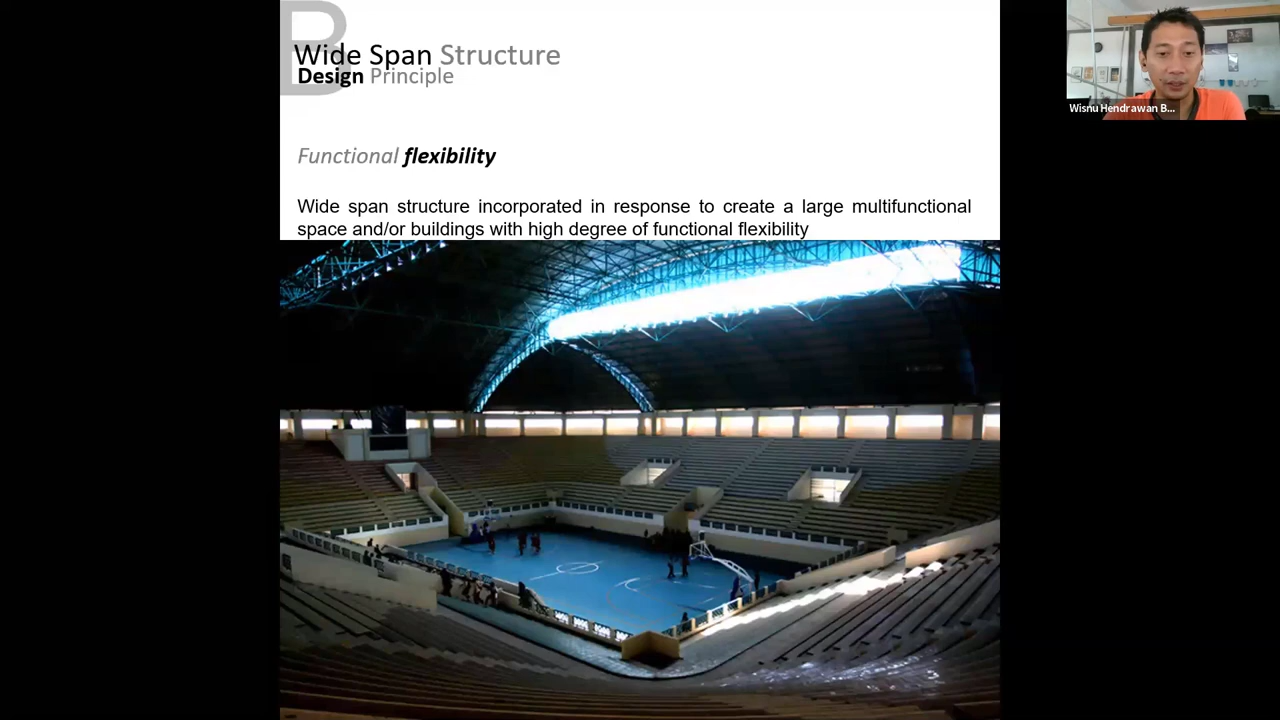 B
Wide Span Structure
Design Principle
Functional flexibility
Wide span structure incorporated in response to create a large multifunctional
space and/or buildings with high degree of functional flexibility
Wisnu Hendrawan B...